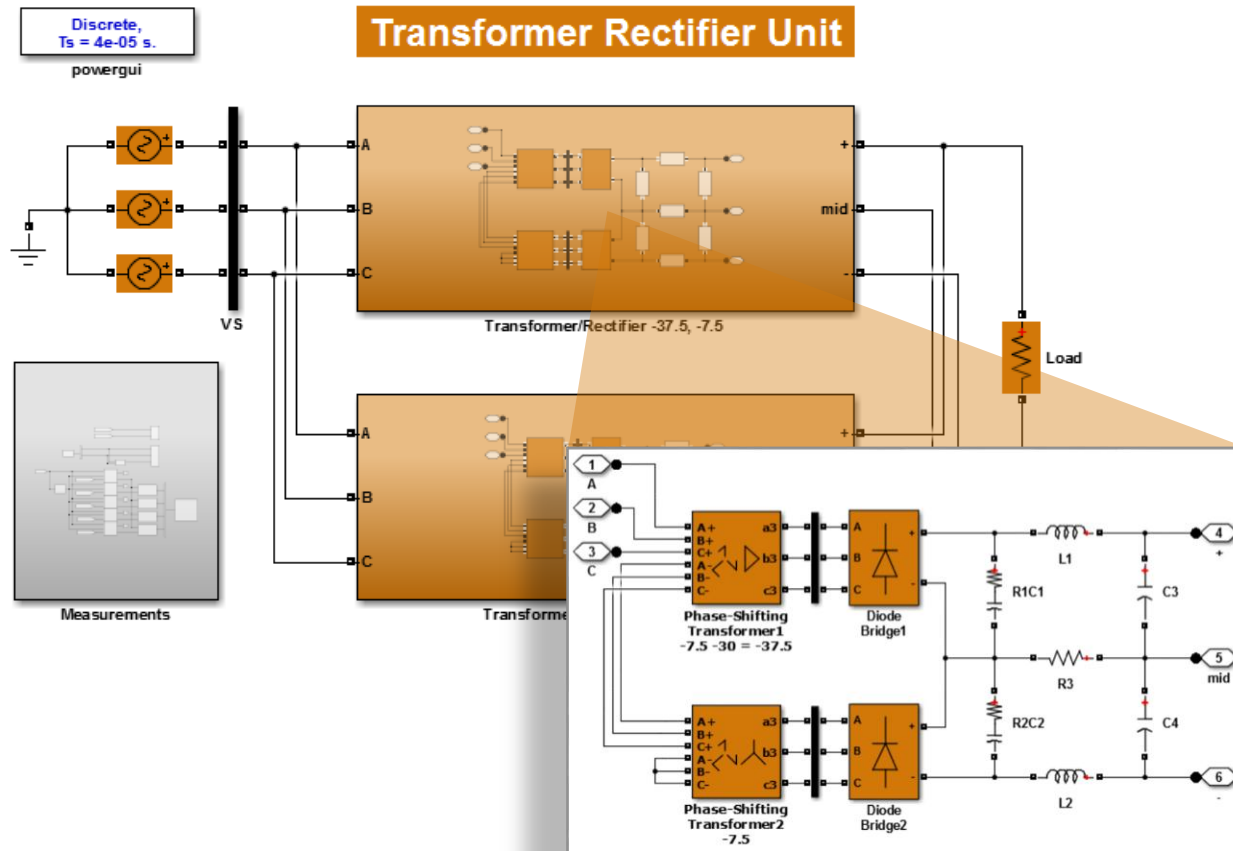 Discrete,
Ts = 4e-05 s.
powergui
Transformer Rectifier Unit
VS
A
B
C
+
mid
-
Transformer/Rectifier -37.5, -7.5
Load
Measurements
A
B
C
+
1
A
2
B
3
C
A+
B+
C+
A-
B-
C-
a3
b3
c3
Phase-Shifting
Transformer1
-7.5 -30 = -37.5
A
B
C
+
-
Diode
Bridge1
R1C1
L1
C3
4
+
R3
5
mid
A+
B+
C+
A-
B-
C-
a3
b3
c3
Phase-Shifting
Transformer2
-7.5
A
B
C
+
-
Diode
Bridge2
R2C2
L2
C4
6
-